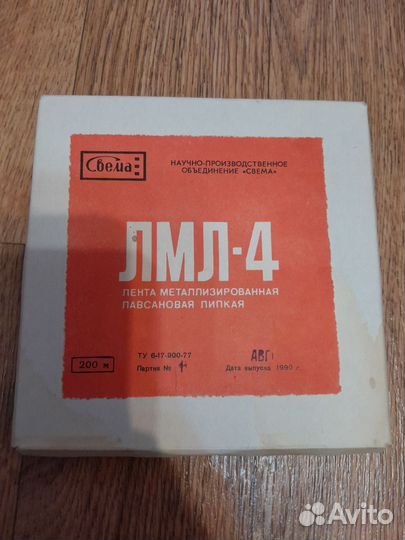 Свема
НАУЧНО-ПРОИЗВОДСТВЕННОЕ
ОБЪЕДИНЕНИЕ «СВЕМА»
ЛМЛ-4
ЛЕНТА МЕТАЛЛИЗИРОВАННАЯ
ЛАВСАНОВАЯ ЛИПКАЯ
200 м
ТУ 6-17-900-77
Партия №
АВГ
Дата выпуска 1990 г.
Avito